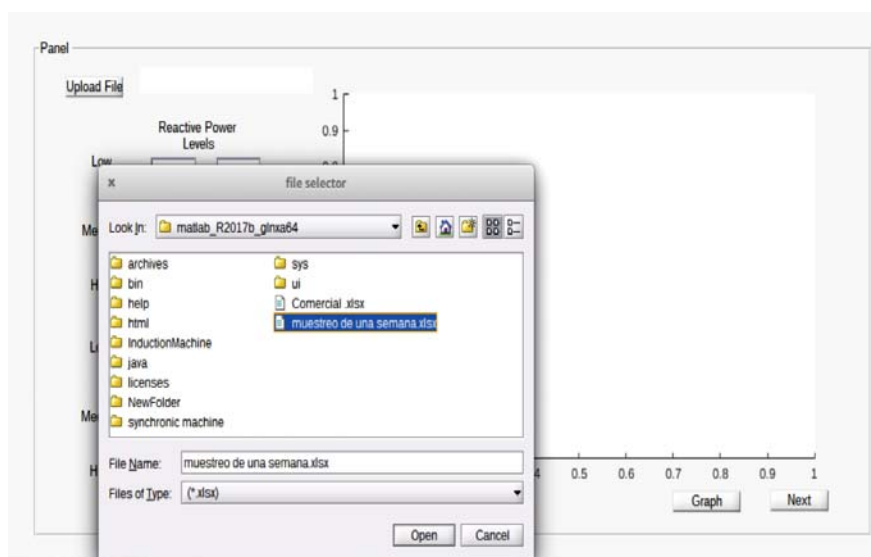 Panel
Upload File
Reactive Power
Levels
Low
1
0.9
file selector
Look In: matlab_R2017b_glnxa64
archives
bin
help
html
InductionMachine
java
licenses
NewFolder
synchronic machine
sys
ui
Comercial .xlsx
muestreo de una semana.xlsx
File Name: muestreo de una semana.xlsx
Files of Type: (*.xlsx)
Open Cancel
0.5 0.6 0.7 0.8 0.9 1
Graph Next